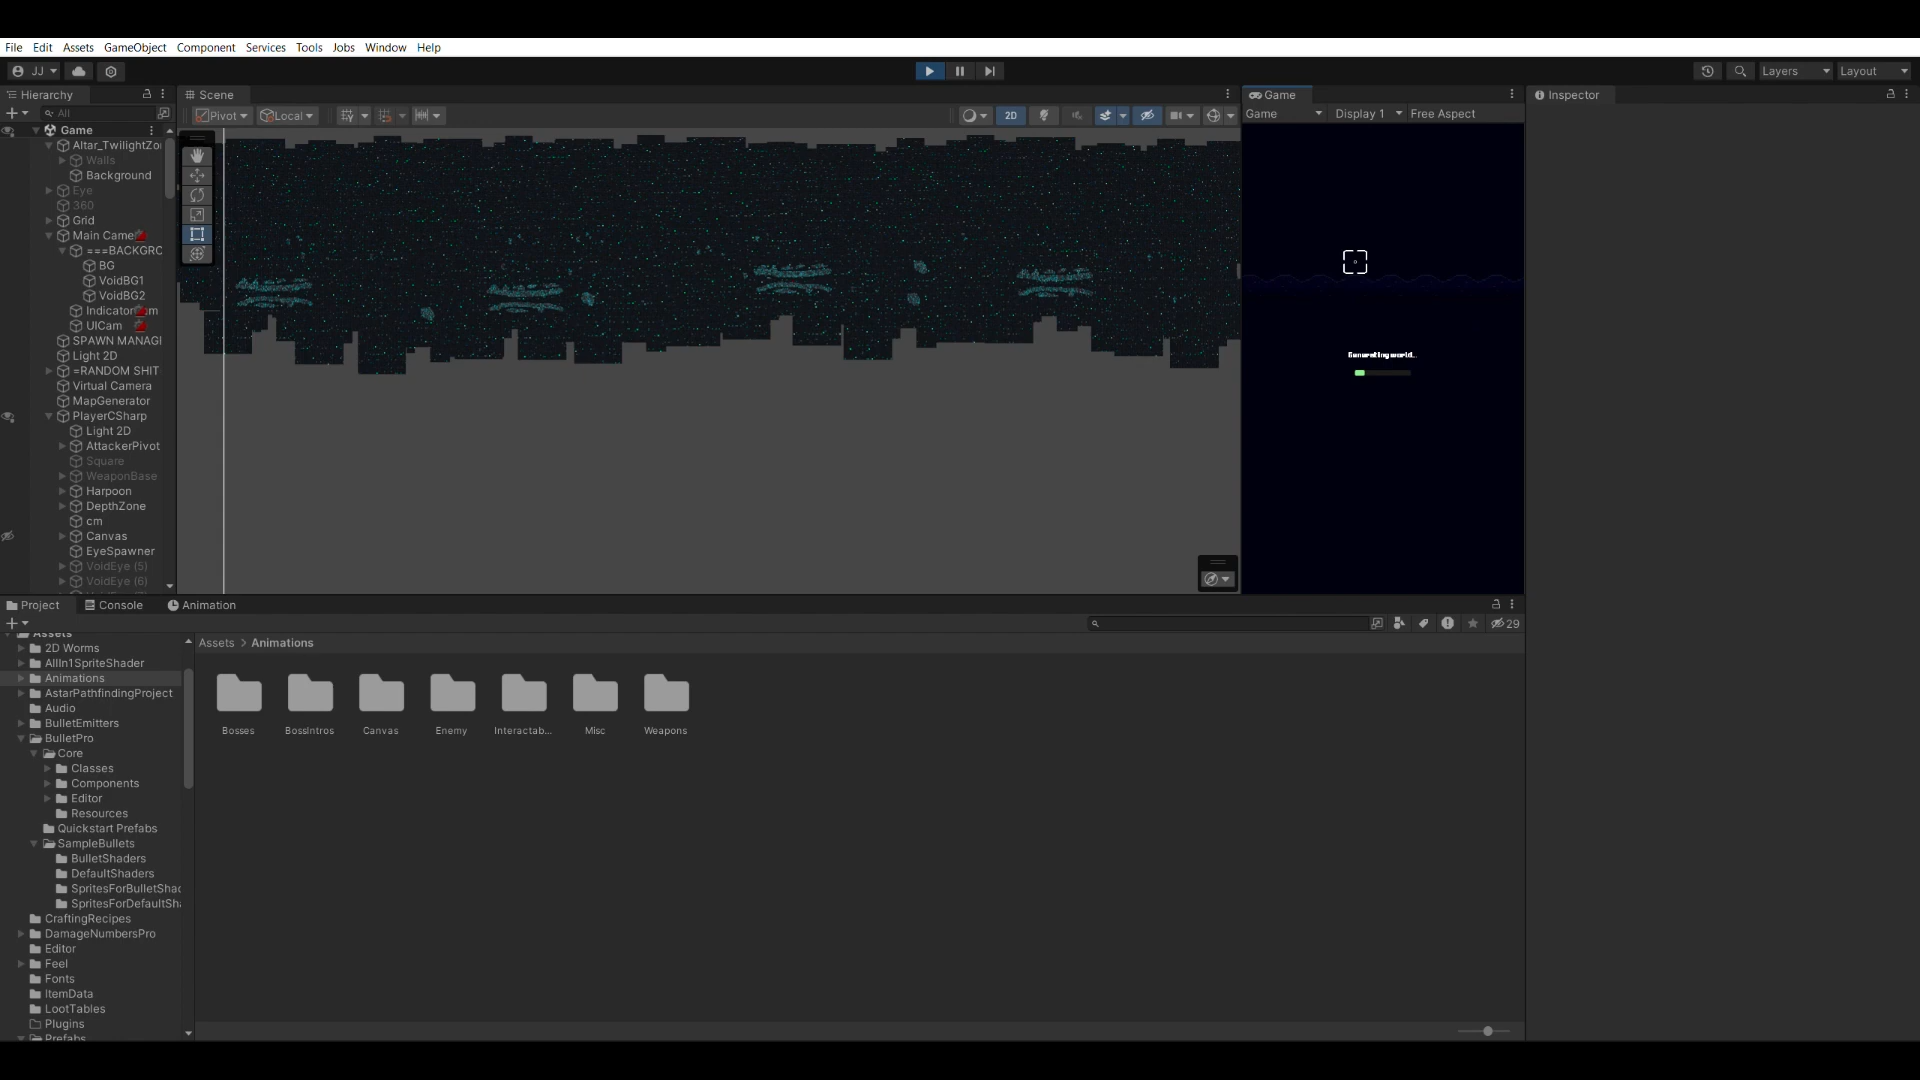 File Edit Assets GameObject Component Services Tools Jobs Window Help
JJ
Layers Layout
Hierarchy
All
Game
Altar_TwilightZo
Walls
Background
Eye
360
Grid
Main Came
===BACKGRC
BG
VoidBG1
VoidBG2
Indicator m
UICam
SPAWN MANAGI
Light 2D
=RANDOM SHIT
Virtual Camera
MapGenerator
PlayerCSharp
Light 2D
AttackerPivot
Square
WeaponBase
Harpoon
DepthZone
cm
Canvas
EyeSpawner
VoidEye (5)
VoidEye (6)
Scene
Pivot Local
2D
Game
Game Display 1 Free Aspect
Generating world...
Inspector
Project Console Animation
29
Assets
2D Worms
AllIn1SpriteShader
Animations
AstarPathfindingProject
Audio
BulletEmitters
BulletPro
Core
Classes
Components
Editor
Resources
Quickstart Prefabs
SampleBullets
BulletShaders
DefaultShaders
SpritesForBulletShac
SpritesForDefaultSha
CraftingRecipes
DamageNumbersPro
Editor
Feel
Fonts
ItemData
LootTables
Plugins
Prefabs
Assets > Animations
Bosses BossIntros Canvas Enemy Interactab... Misc Weapons